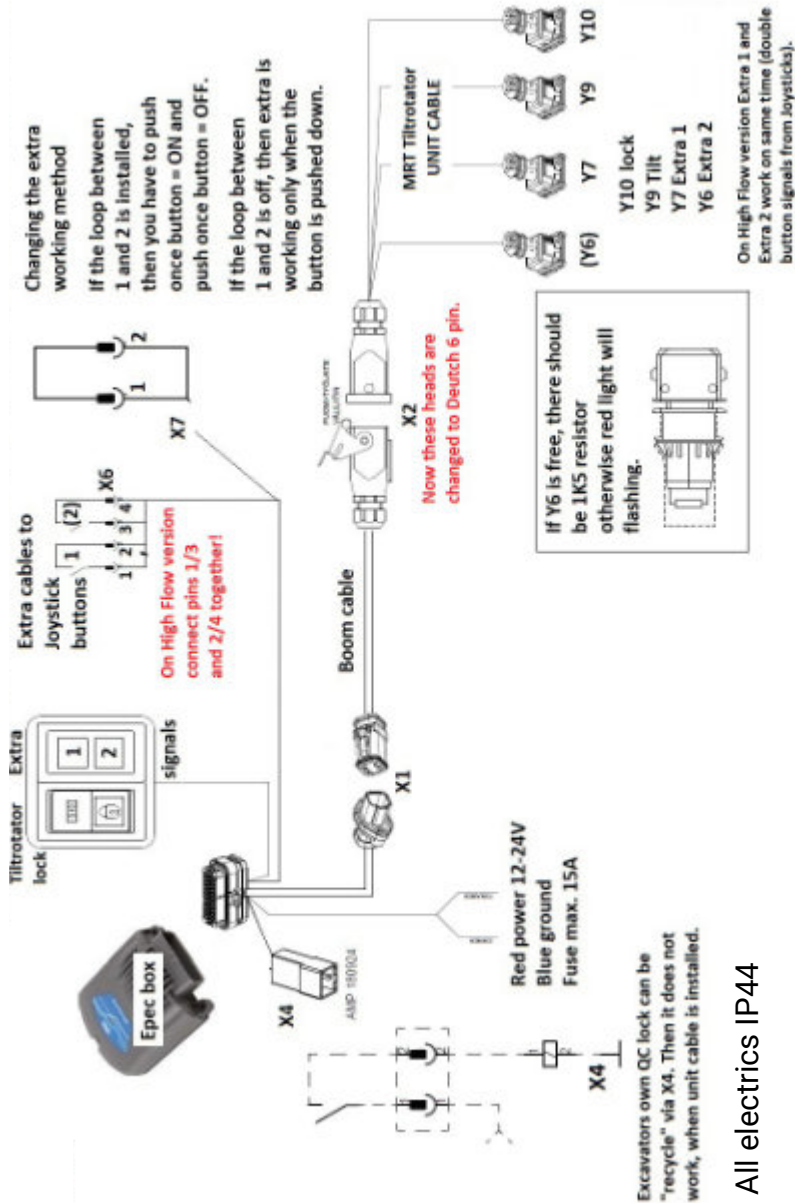 Tiltrotator
lock
Extra
1
2
signals
Epec box
Extra cables to
Joystick
buttons
1
(2)
X6
1 2 3 4
On High Flow version
connect pins 1/3
and 2/4 together!
X7
1
2
Changing the extra
working method
If the loop between
1 and 2 is installed,
then you have to push
once button = ON and
push once button = OFF.
If the loop between
1 and 2 is off, then extra is
working only when the
button is pushed down.
X4
AMP 180924
X1
Boom cable
X2
Now these heads are
changed to Deutch 6 pin.
MRT Tiltrotator
UNIT CABLE
(Y6)
Y7
Y9
Y10
Red power 12-24V
Blue ground
Fuse max. 15A
X4
Excavators own QC lock can be
"recycle" via X4. Then it does not
work, when unit cable is installed.
If Y6 is free, there should
be 1K5 resistor
otherwise red light will
flashing.
Y10 lock
Y9 Tilt
Y7 Extra 1
Y6 Extra 2
On High Flow version Extra 1 and
Extra 2 work on same time (double
button signals from Joysticks).
All electrics IP44